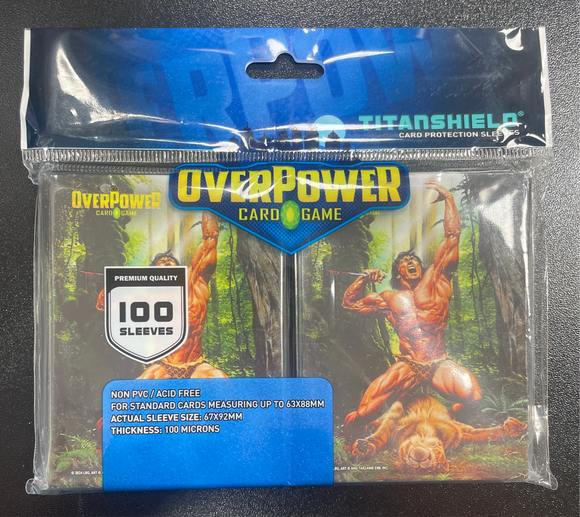 ERPOW
TITANSHIELD®
CARD PROTECTION SLEEVES
OVERPOWER
CARD GAME
OVERPOWER
CARD GAME
PREMIUM QUALITY
100
SLEEVES
NON PVC / ACID FREE
FOR STANDARD CARDS MEASURING UP TO 63X88MM
ACTUAL SLEEVE SIZE: 67X92MM
THICKNESS: 100 MICRONS